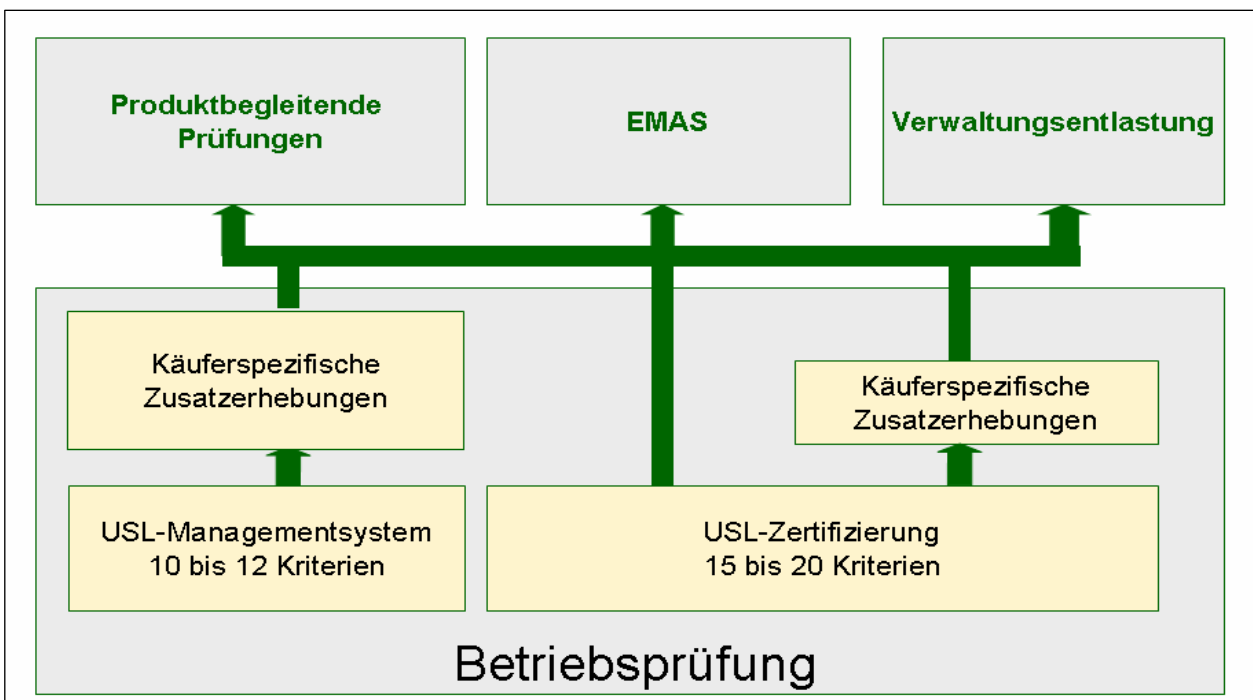 Produktbegleitende
Prüfungen
EMAS
Verwaltungsentlastung
Käuferspezifische
Zusatzerhebungen
Käuferspezifische
Zusatzerhebungen
USL-Managementsystem
10 bis 12 Kriterien
USL-Zertifizierung
15 bis 20 Kriterien
Betriebsprüfung